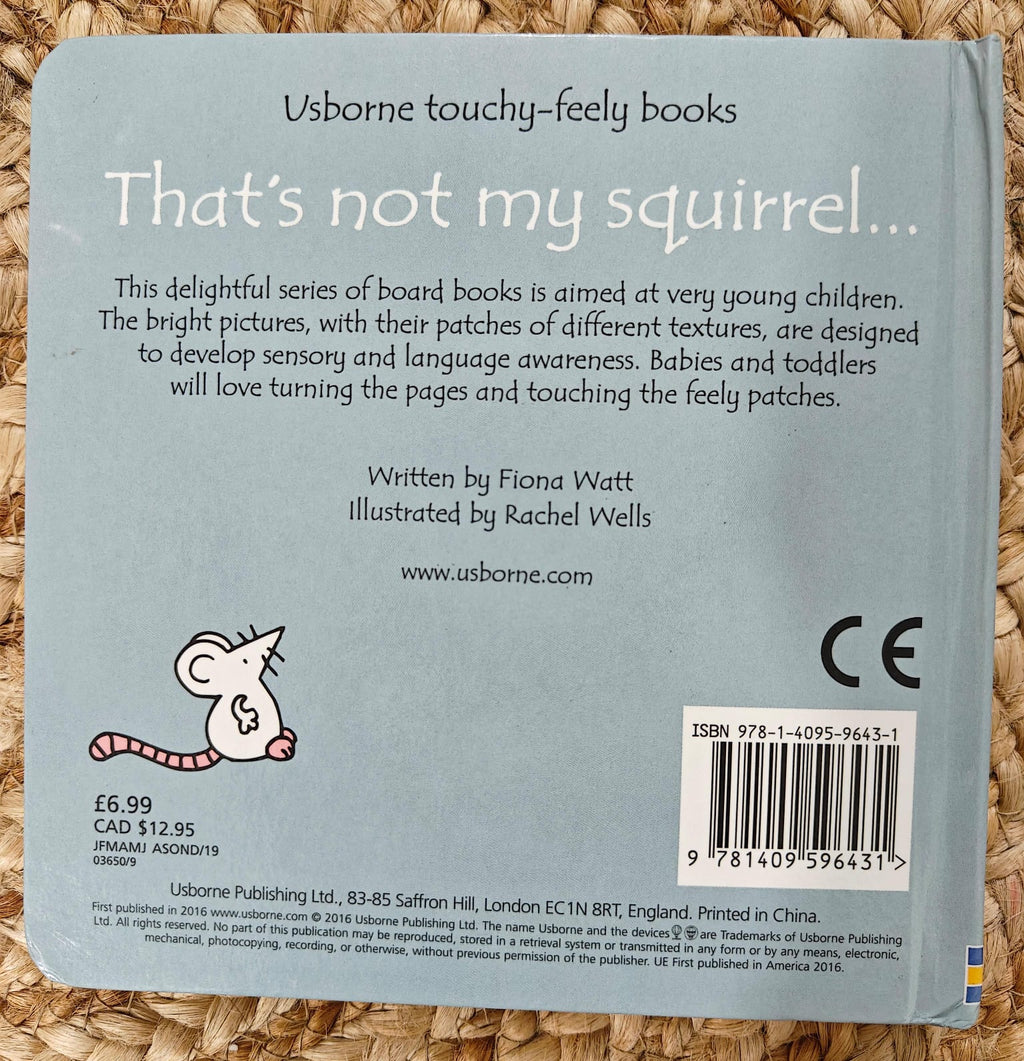 Usborne touchy-feely books
That's not my squirrel...
This delightful series of board books is aimed at very young children.
The bright pictures, with their patches of different textures, are designed
to develop sensory and language awareness. Babies and toddlers
will love turning the pages and touching the feely patches.
Written by Fiona Watt
Illustrated by Rachel Wells
www.usborne.com
CE
ISBN 978-1-4095-9643-1
9 781409 596431 >
£6.99
CAD $12.95
JFMAMJ ASOND/19
03650/9
Usborne Publishing Ltd., 83-85 Saffron Hill, London EC1N 8RT, England. Printed in China.
First published in 2016 www.usborne.com © 2016 Usborne Publishing Ltd. The name Usborne and the devices are Trademarks of Usborne Publishing
Ltd. All rights reserved. No part of this publication may be reproduced, stored in a retrieval system or transmitted in any form or by any means, electronic,
mechanical, photocopying, recording, or otherwise, without previous permission of the publisher. UE First published in America 2016.